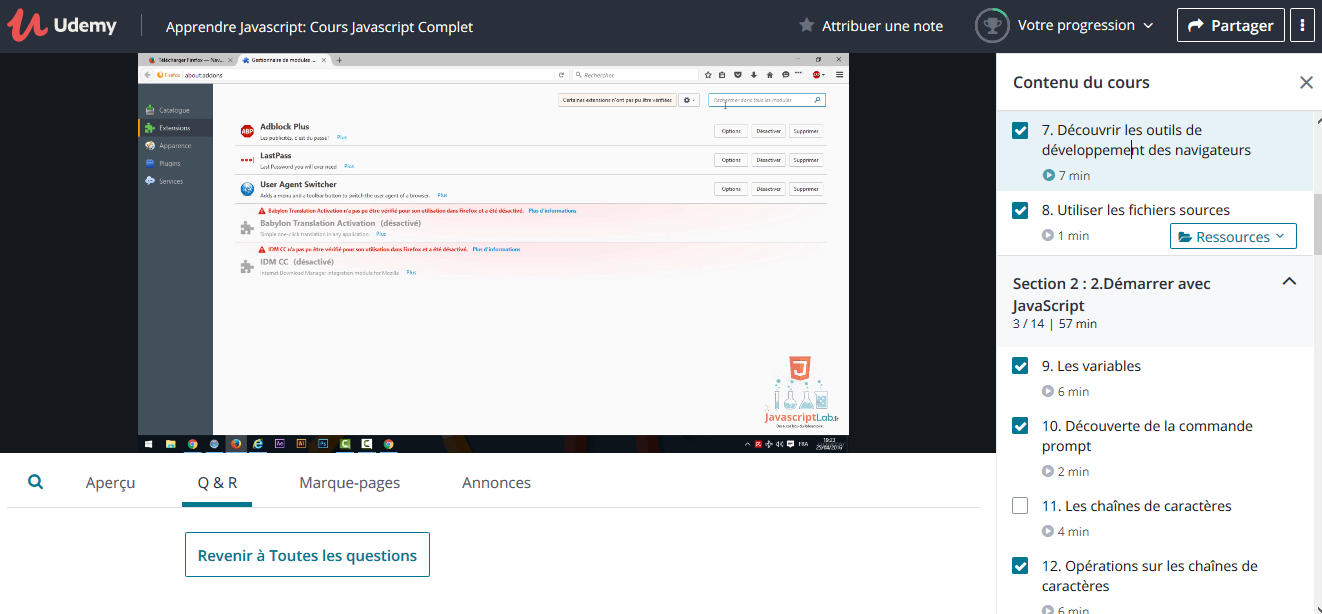 Udemy
Apprendre Javascript: Cours Javascript Complet
Attribuer une note
Votre progression
Partager
Télécharger Firefox — Nav...
Gestionnaire de modules ...
Firefox
about:addons
Rechercher
Catalogue
Extensions
Apparence
Plugins
Services
Certaines extensions n'ont pas pu être vérifiées
Rechercher dans tous les modules
ABP
Adblock Plus
Les publicités, c'est du passé ! Plus
Options Désactiver Supprimer
LastPass
Last Password you will ever need Plus
Options Désactiver Supprimer
User Agent Switcher
Adds a menu and a toolbar button to switch the user agent of a browser. Plus
Options Désactiver Supprimer
Babylon Translation Activation n'a pas pu être vérifié pour son utilisation dans Firefox et a été désactivé. Plus d'informations
Babylon Translation Activation (désactivé)
Simple one-click translation in any application Plus
IDM CC n'a pas pu être vérifié pour son utilisation dans Firefox et a été désactivé. Plus d'informations
IDM CC (désactivé)
Internet Download Manager integration module for Mozilla Plus
JavascriptLab.fr
FRA
19:23
25/04/2016
Aperçu
Q & R
Marque-pages
Annonces
Revenir à Toutes les questions
Contenu du cours
7. Découvrir les outils de
développement des navigateurs
7 min
8. Utiliser les fichiers sources
1 min
Ressources
Section 2 : 2.Démarrer avec
JavaScript
3 / 14 | 57 min
9. Les variables
6 min
10. Découverte de la commande
prompt
2 min
11. Les chaînes de caractères
4 min
12. Opérations sur les chaînes de
caractères
6 min